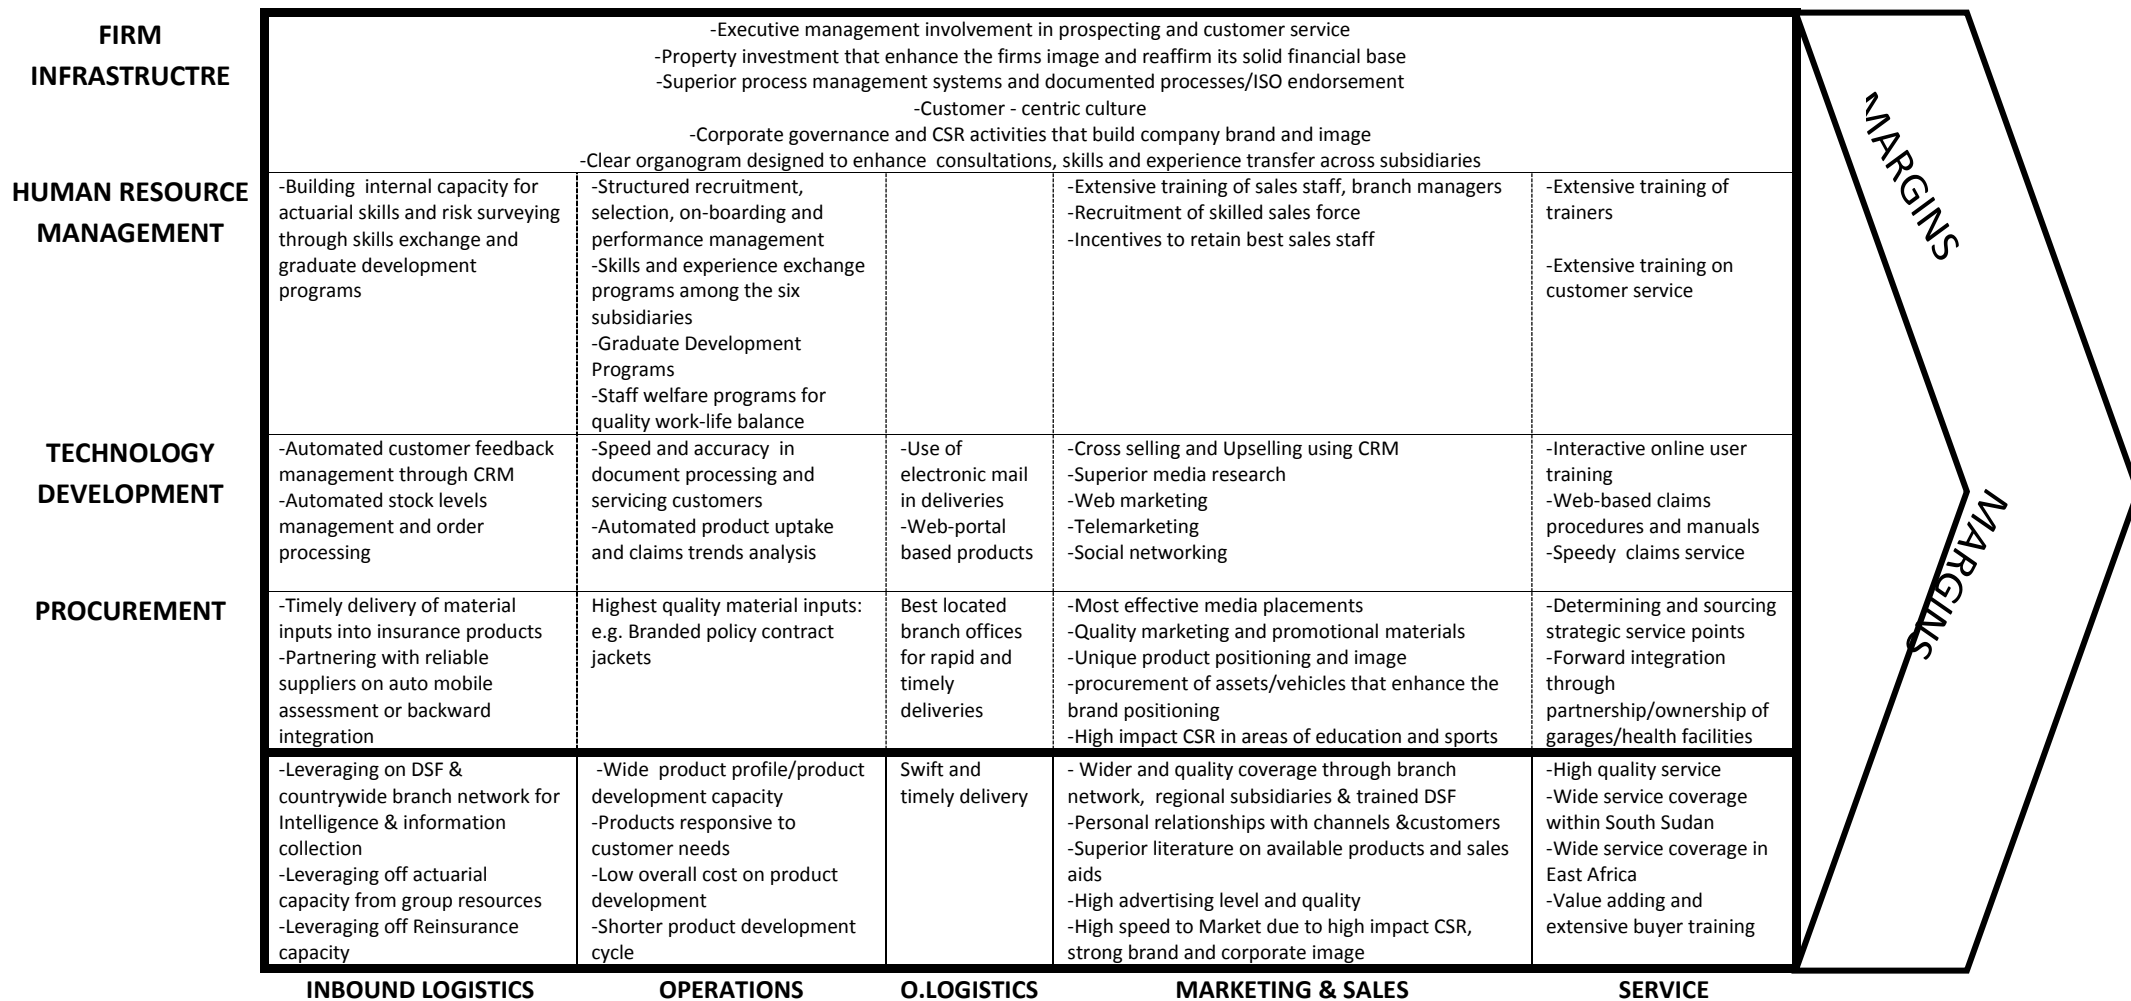 FIRM
INFRASTRUCTRE
-Executive management involvement in prospecting and customer service
-Property investment that enhance the firms image and reaffirm its solid financial base
-Superior process management systems and documented processes/ISO endorsement
-Customer - centric culture
-Corporate governance and CSR activities that build company brand and image
-Clear organogram designed to enhance consultations, skills and experience transfer across subsidiaries
HUMAN RESOURCE
MANAGEMENT
-Building internal capacity for
actuarial skills and risk surveying
through skills exchange and
graduate development
programs
-Structured recruitment,
selection, on-boarding and
performance management
-Skills and experience exchange
programs among the six
subsidiaries
-Graduate Development
Programs
-Staff welfare programs for
quality work-life balance
-Extensive training of sales staff, branch managers
-Recruitment of skilled sales force
-Incentives to retain best sales staff
-Extensive training of
trainers
-Extensive training on
customer service
TECHNOLOGY
DEVELOPMENT
-Automated customer feedback
management through CRM
-Automated stock levels
management and order
processing
-Speed and accuracy in
document processing and
servicing customers
-Automated product uptake
and claims trends analysis
-Use of
electronic mail
in deliveries
-Web-portal
based products
-Cross selling and Upselling using CRM
-Superior media research
-Web marketing
-Telemarketing
-Social networking
-Interactive online user
training
-Web-based claims
procedures and manuals
-Speedy claims service
PROCUREMENT
-Timely delivery of material
inputs into insurance products
-Partnering with reliable
suppliers on auto mobile
assessment or backward
integration
Highest quality material inputs:
e.g. Branded policy contract
jackets
Best located
branch offices
for rapid and
timely
deliveries
-Most effective media placements
-Quality marketing and promotional materials
-Unique product positioning and image
-procurement of assets/vehicles that enhance the
brand positioning
-High impact CSR in areas of education and sports
-Determining and sourcing
strategic service points
-Forward integration
through
partnership/ownership of
garages/health facilities
-Leveraging on DSF &
countrywide branch network for
Intelligence & information
collection
-Leveraging off actuarial
capacity from group resources
-Leveraging off Reinsurance
capacity
-Wide product profile/product
development capacity
-Products responsive to
customer needs
-Low overall cost on product
development
-Shorter product development
cycle
Swift and
timely delivery
- Wider and quality coverage through branch
network, regional subsidiaries & trained DSF
-Personal relationships with channels &customers
-Superior literature on available products and sales
aids
-High advertising level and quality
-High speed to Market due to high impact CSR,
strong brand and corporate image
-High quality service
-Wide service coverage
within South Sudan
-Wide service coverage in
East Africa
-Value adding and
extensive buyer training
INBOUND LOGISTICS
OPERATIONS
O.LOGISTICS
MARKETING & SALES
SERVICE
MARGINS
MARGINS